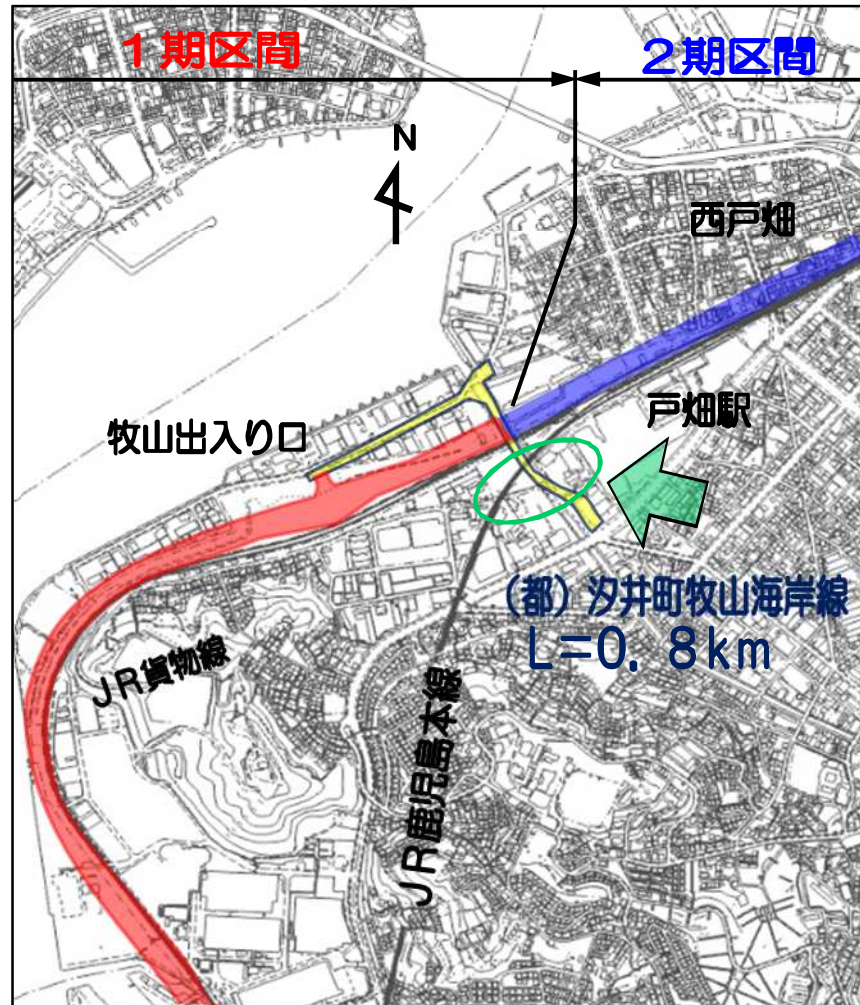 １期区間
２期区間
N
西戸畑
戸畑駅
牧山出入り口
（都）汐井町牧山海岸線
L=０．８km
ＪＲ貨物線
ＪＲ鹿児島本線